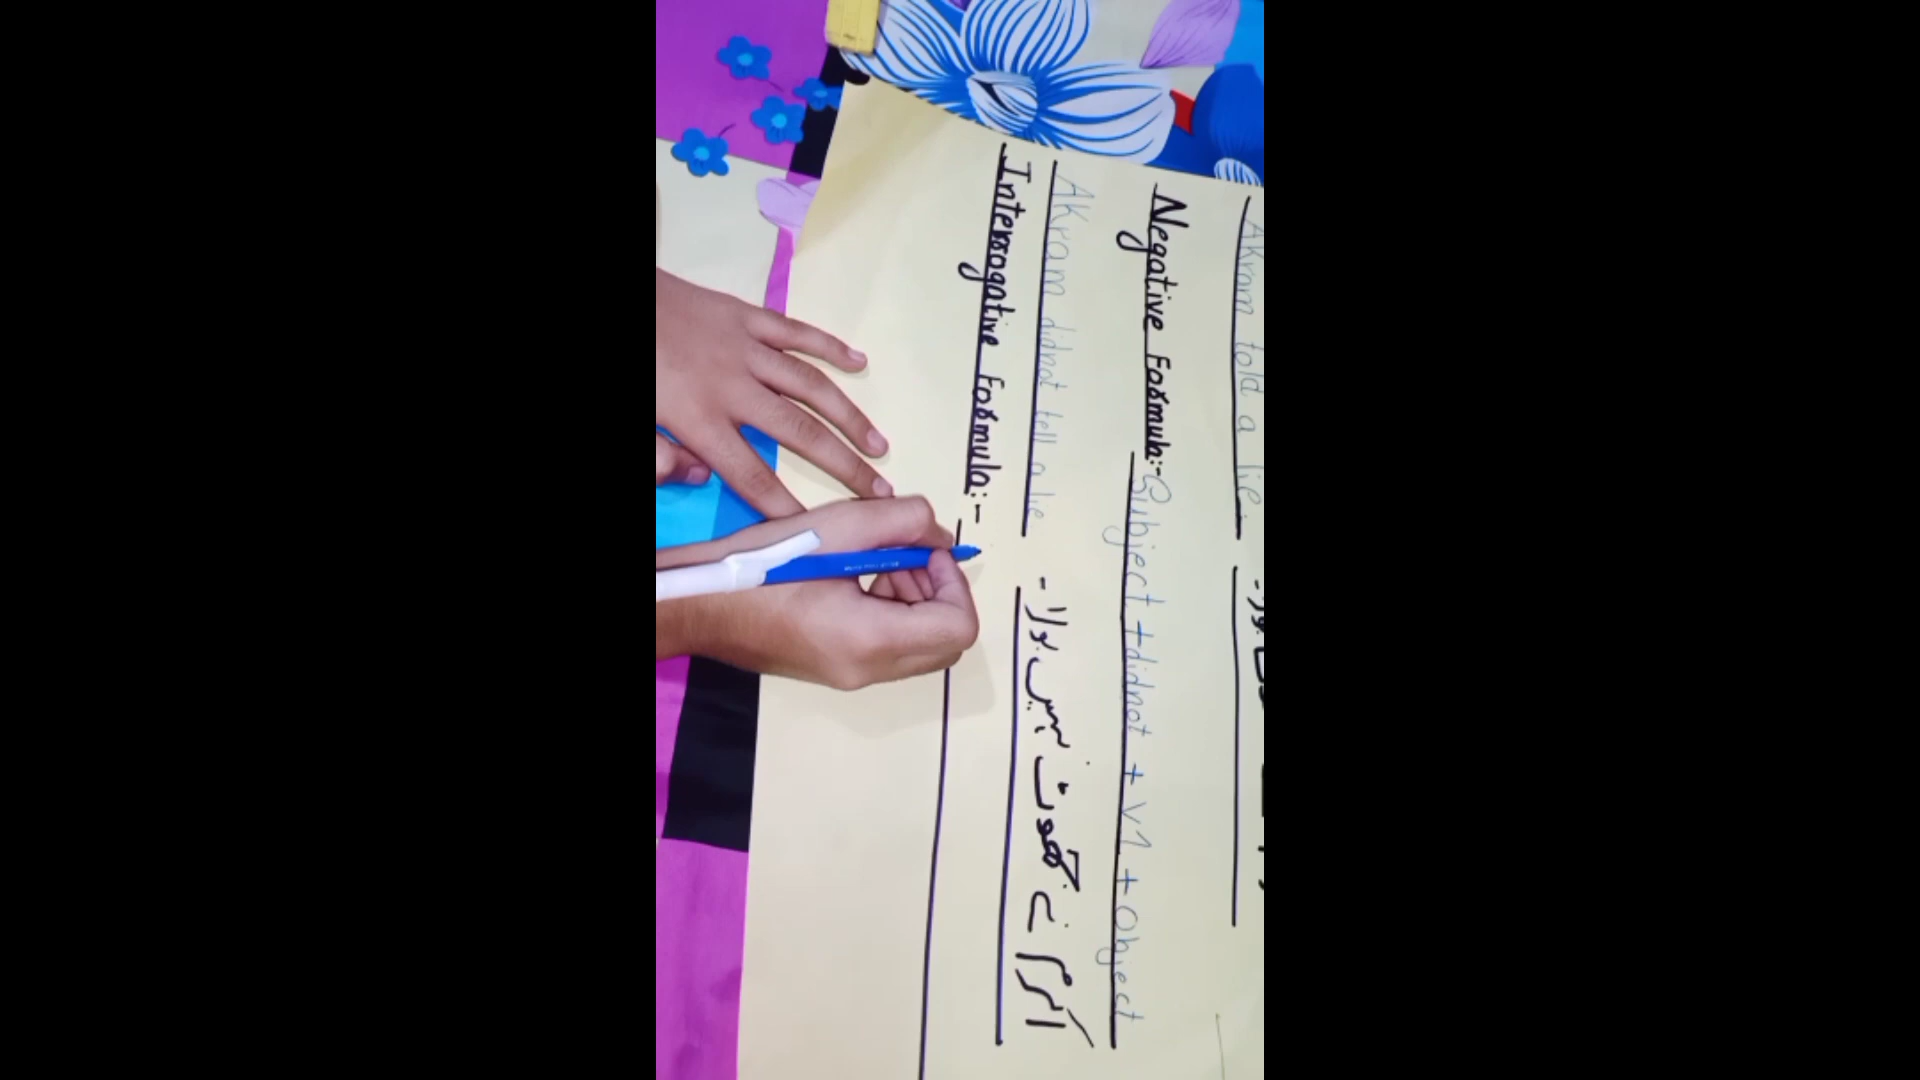 Akram told a lie.
Negative Formula:- Subject + didnot + V1 + Object
Akram didnot tell a lie
اکرم نے جھوٹ نہیں بولا -
Interrogative Formula:-